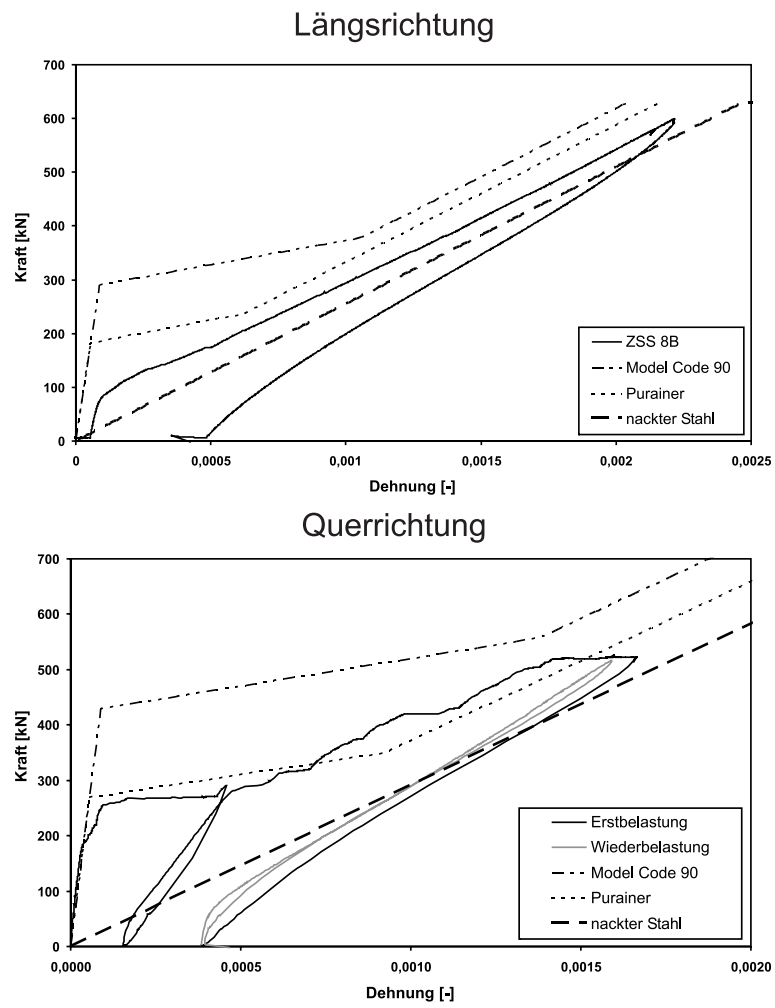 Längsrichtung
700
600
500
400
300
200
100
0
Kraft [kN]
ZSS 8B
Model Code 90
Purainer
nackter Stahl
0 0,0005 0,001 0,0015 0,002 0,0025
Dehnung [-]
Querrichtung
700
600
500
400
300
200
100
0
Kraft [kN]
Erstbelastung
Wiederbelastung
Model Code 90
Purainer
nackter Stahl
0,0000 0,0005 0,0010 0,0015 0,0020
Dehnung [-]